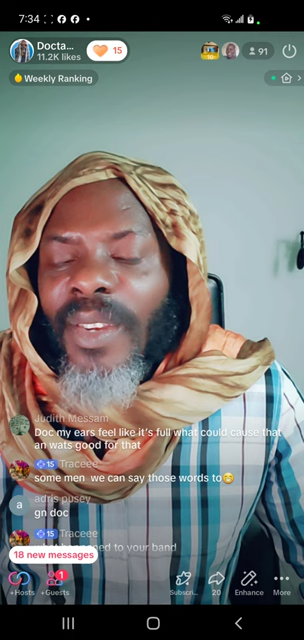 7:34
Docta...
11.2K likes
15
10
91
Weekly Ranking
Judith Messam
Doc my ears feel like it's full what could cause that
an wats good for that
15 Traceee
some men we can say those words to😁
a
adris pusey
gn doc
15 Traceee
to your band
18 new messages
1
+Hosts
+Guests
Subscri...
20
Enhance
More